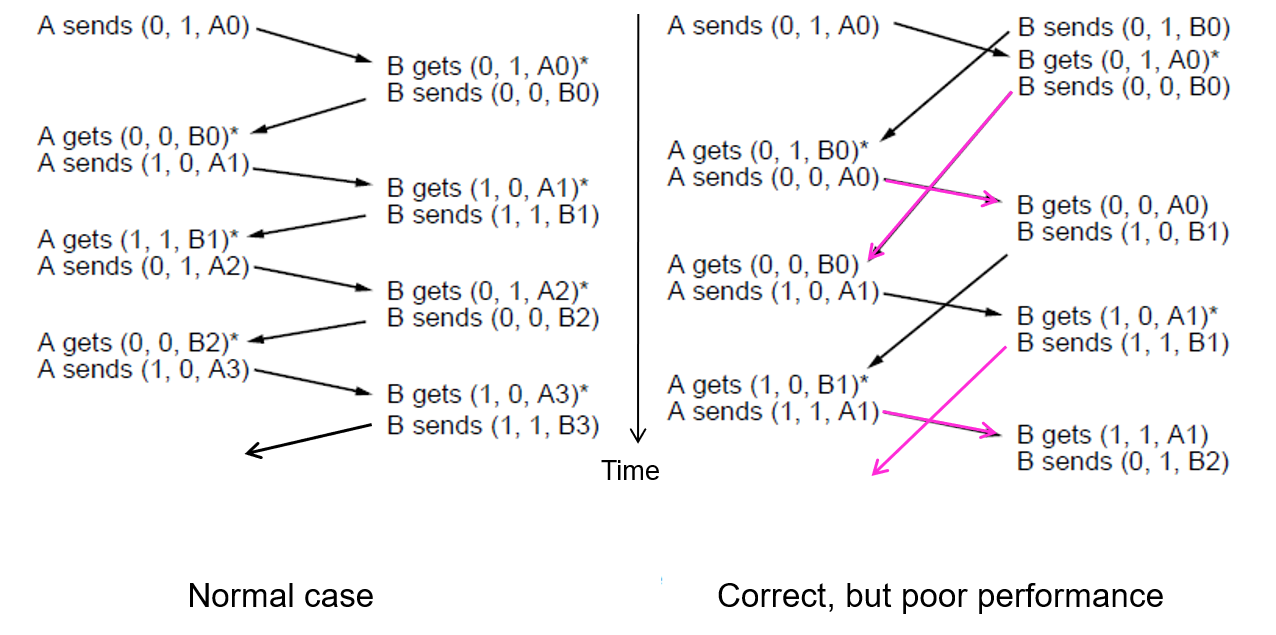 A sends (0, 1, A0)
B gets (0, 1, A0)*
B sends (0, 0, B0)
A gets (0, 0, B0)*
A sends (1, 0, A1)
B gets (1, 0, A1)*
B sends (1, 1, B1)
A gets (1, 1, B1)*
A sends (0, 1, A2)
B gets (0, 1, A2)*
B sends (0, 0, B2)
A gets (0, 0, B2)*
A sends (1, 0, A3)
B gets (1, 0, A3)*
B sends (1, 1, B3)
Normal case
Time
A sends (0, 1, A0)
B sends (0, 1, B0)
B gets (0, 1, A0)*
B sends (0, 0, B0)
A gets (0, 1, B0)*
A sends (0, 0, A0)
B gets (0, 0, A0)
B sends (1, 0, B1)
A gets (0, 0, B0)
A sends (1, 0, A1)
B gets (1, 0, A1)*
B sends (1, 1, B1)
A gets (1, 0, B1)*
A sends (1, 1, A1)
B gets (1, 1, A1)
B sends (0, 1, B2)
Correct, but poor performance